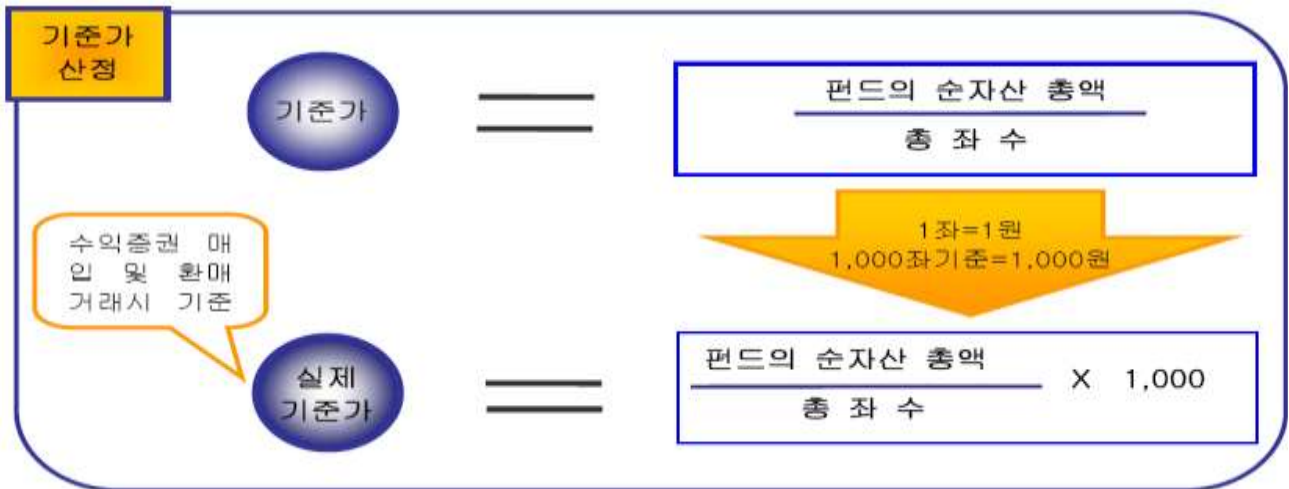 기준가
산정
기준가
펀드의 순자산 총액
총 좌 수
1좌=1원
1,000좌기준=1,000원
수익증권 매
입 및 환매
거래시 기준
실제
기준가
펀드의 순자산 총액
총 좌 수
X 1,000